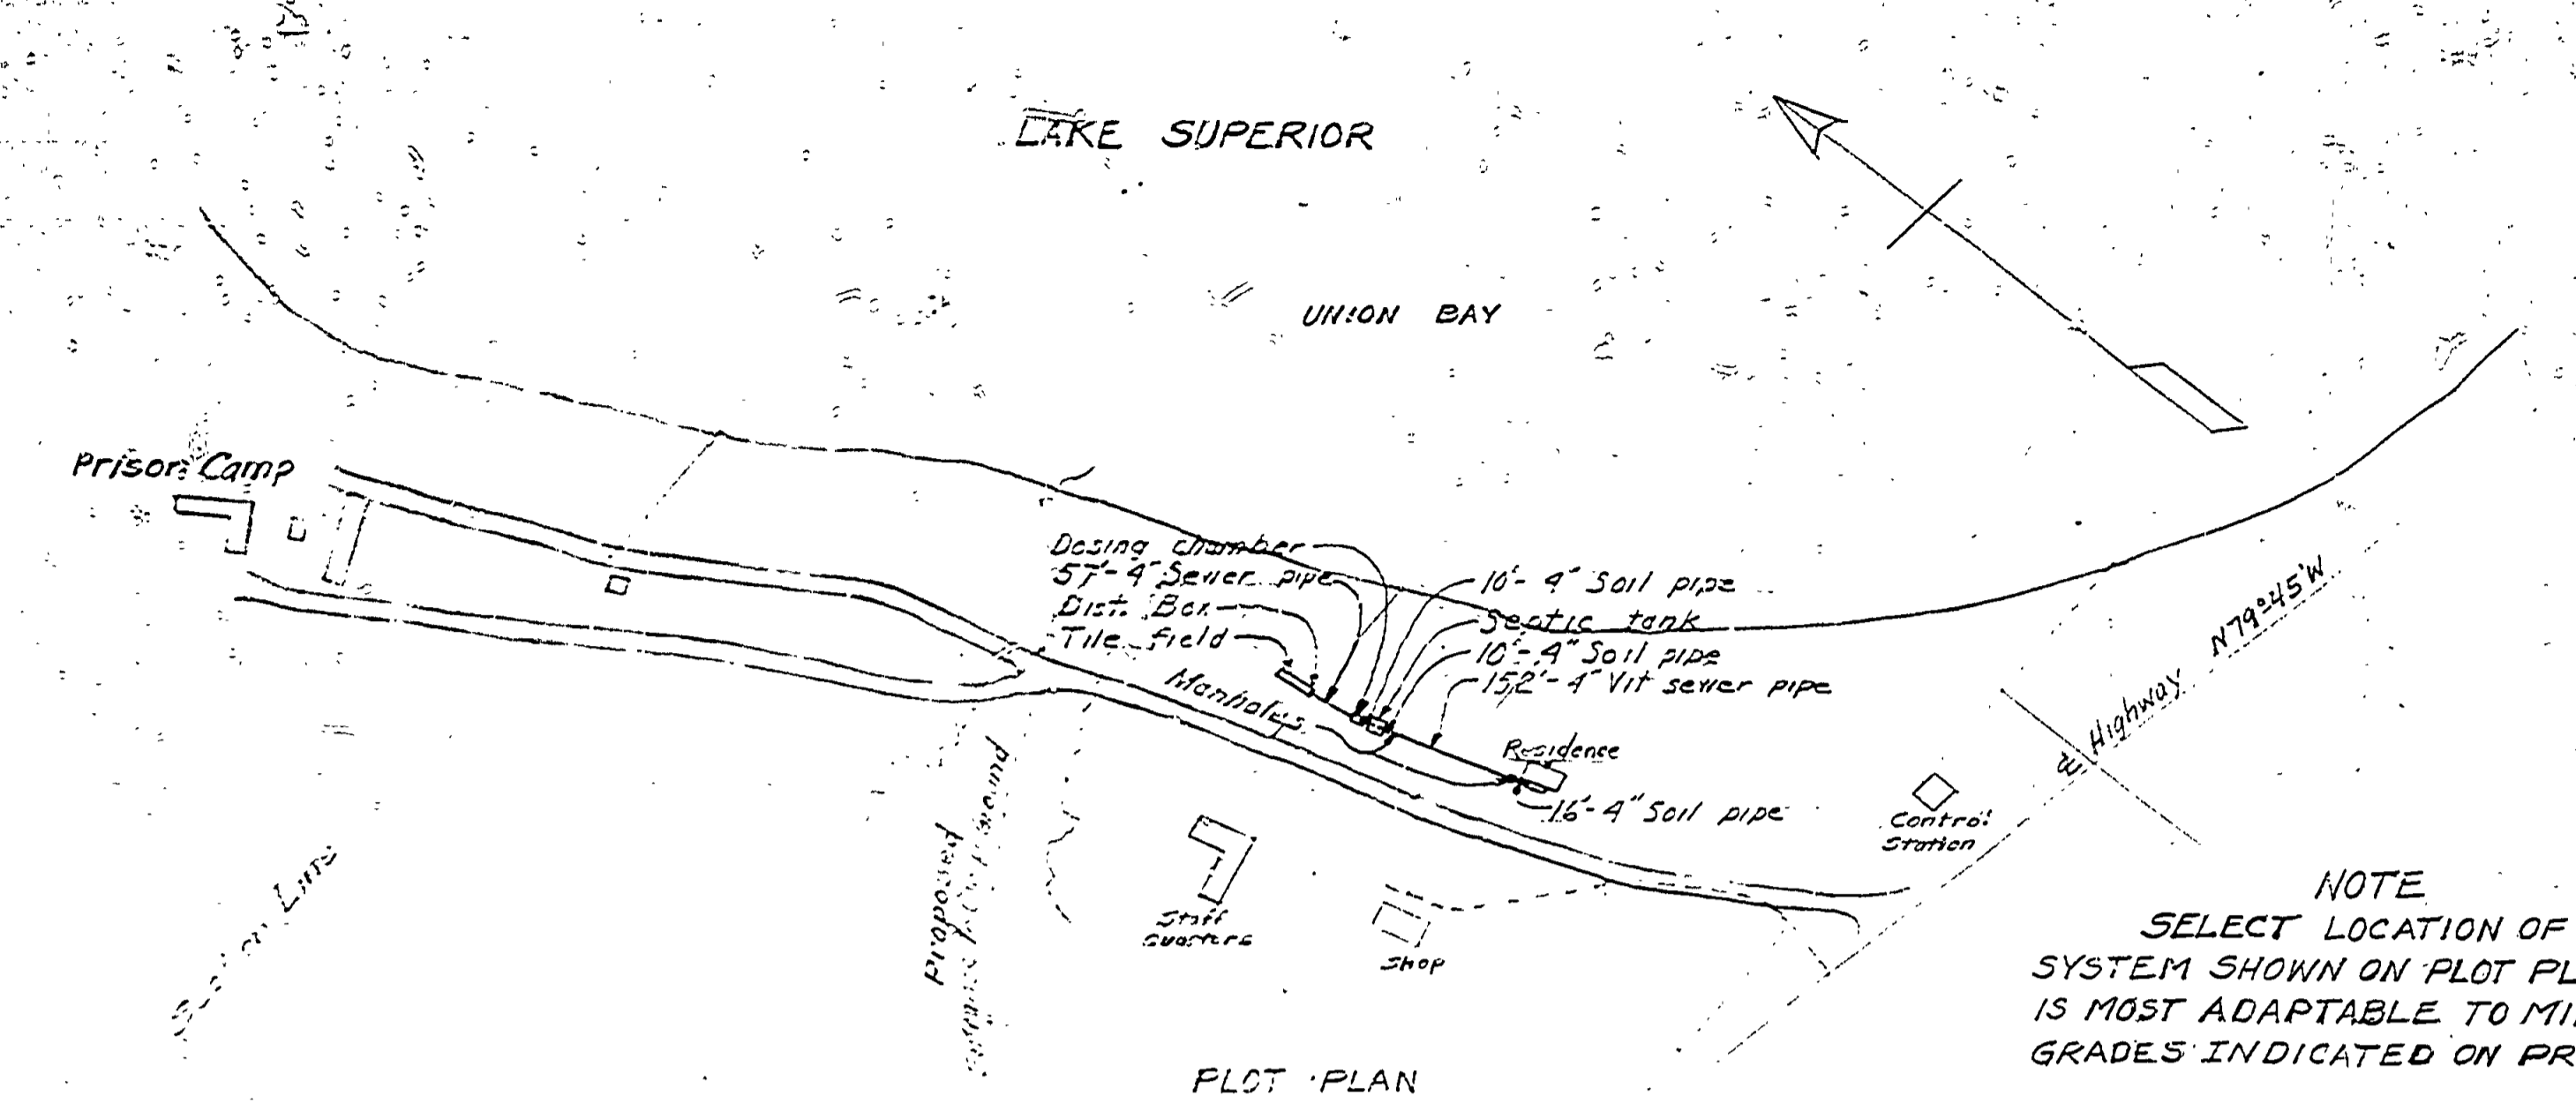 LAKE SUPERIOR
UNION BAY
Prison Camp
Dosing chamber
57'-4" Sewer pipe
Dist. Box
Tile field
10'-4" Soil pipe
Septic tank
10'-4" Soil pipe
152'-4" Vit sewer pipe
Manholes
Residence
16'-4" Soil pipe
Highway N79°45'W
Control
Station
Line
Proposed
ground
Staff
Quarters
Shop
NOTE
SELECT LOCATION OF
SYSTEM SHOWN ON PLOT PL
IS MOST ADAPTABLE TO MI
GRADES INDICATED ON PR
PLOT PLAN